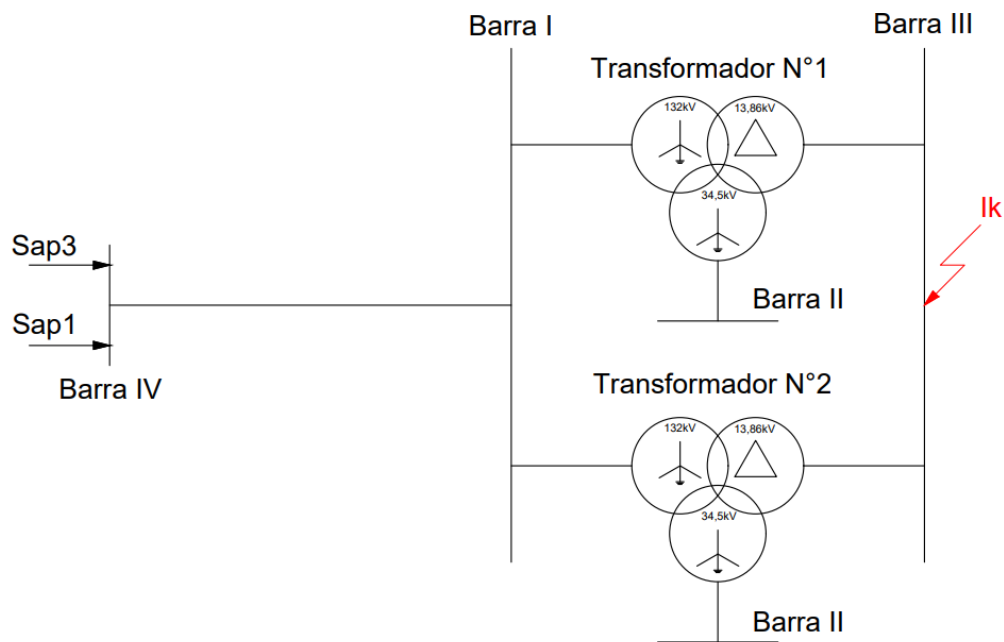 Barra I
Barra III
Transformador N°1
132kV
13,86kV
34,5kV
Ik
Sap3
Sap1
Barra II
Barra IV
Transformador N°2
132kV
13,86kV
34,5kV
Barra II